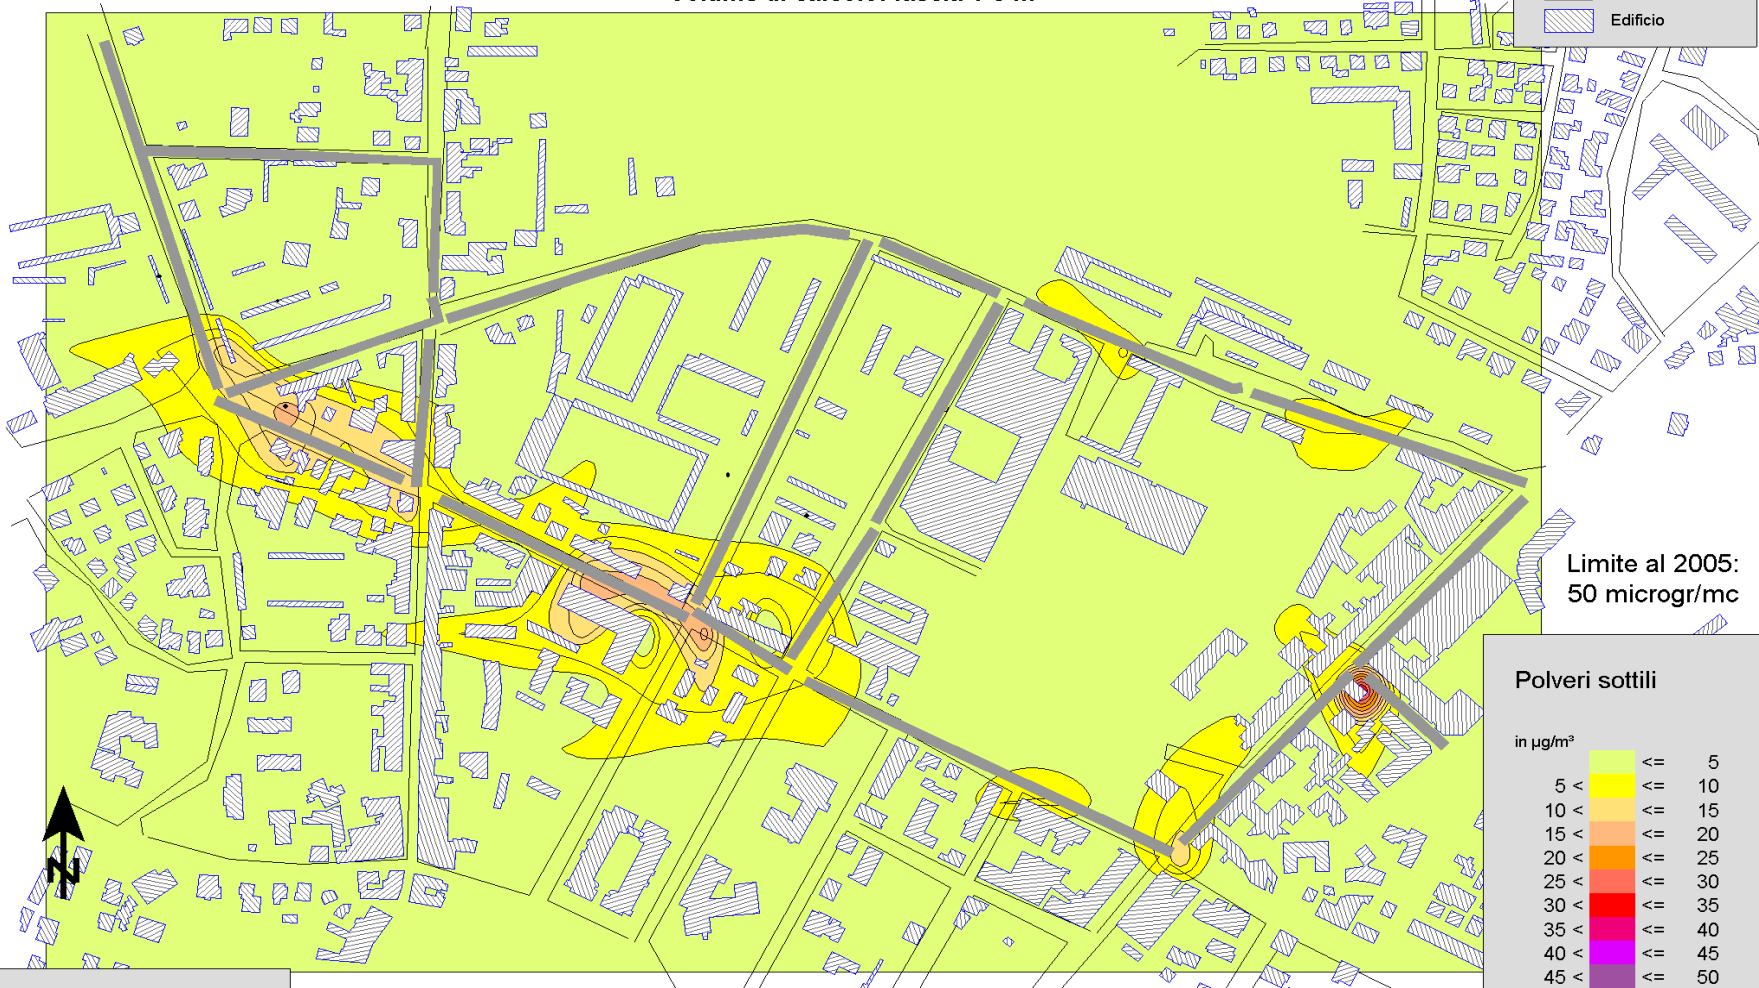 Edificio
Limite al 2005:
50 microgr/mc
Polveri sottili
in µg/m³
<= 5
5 < <= 10
10 < <= 15
15 < <= 20
20 < <= 25
25 < <= 30
30 < <= 35
35 < <= 40
40 < <= 45
45 < <= 50
N